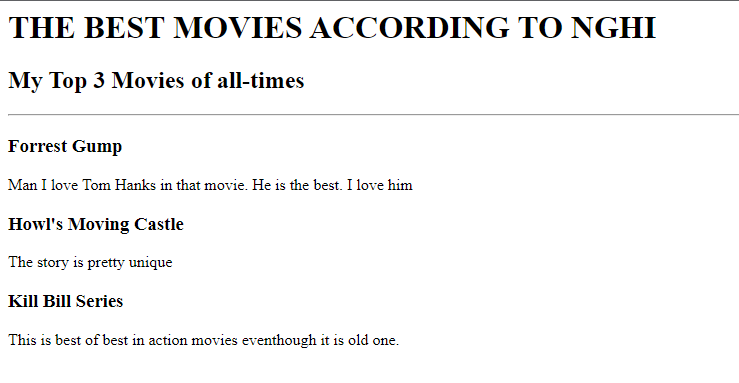 THE BEST MOVIES ACCORDING TO NGHI
My Top 3 Movies of all-times
Forrest Gump
Man I love Tom Hanks in that movie. He is the best. I love him
Howl's Moving Castle
The story is pretty unique
Kill Bill Series
This is best of best in action movies eventhough it is old one.